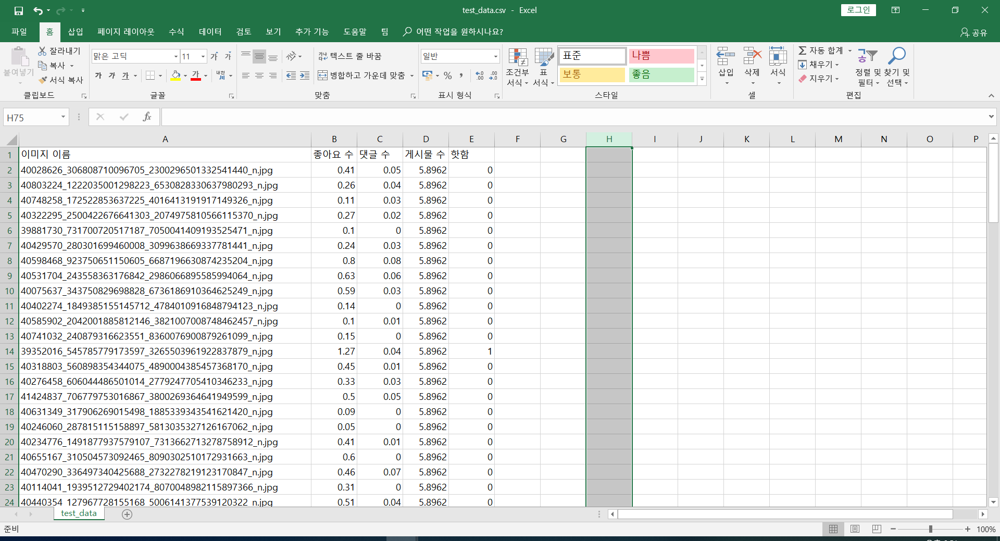 test_data.csv - Excel
로그인
파일 홈 삽입 페이지 레이아웃 수식 데이터 검토 보기 추가 기능 도움말 팀 어떤 작업을 원하시나요? 공유
붙여넣기
잘라내기
복사
서식 복사
클립보드
맑은 고딕 11 가 가
가 가 가 가 내천
글꼴
텍스트 줄 바꿈
병합하고 가운데 맞춤
맞춤
일반
% ,
표시 형식
조건부 서식
표 서식
표준 나쁨
보통 좋음
스타일
삽입 삭제 서식
셀
자동 합계
채우기
지우기
정렬 및 필터
찾기 및 선택
편집
H75 fx
A B C D E F G H I J K L M N O P
1 이미지 이름 좋아요 수 댓글 수 게시물 수 핫함
2 40028626_306808710096705_2300296501332541440_n.jpg 0.41 0.05 5.8962 0
3 40803224_1222035001298223_6530828330637980293_n.jpg 0.26 0.04 5.8962 0
4 40748258_172522853637225_4016413191917149326_n.jpg 0.11 0.03 5.8962 0
5 40322295_2500422676641303_2074975810566115370_n.jpg 0.27 0.02 5.8962 0
6 39881730_731700720517187_7050041409193525471_n.jpg 0.1 0 5.8962 0
7 40429570_280301699460008_3099638669337781441_n.jpg 0.24 0.03 5.8962 0
8 40598468_923750651150605_6687196630874235204_n.jpg 0.8 0.08 5.8962 0
9 40531704_243558363176842_2986066895585994064_n.jpg 0.63 0.06 5.8962 0
10 40075637_343750829698828_6736186910364625249_n.jpg 0.59 0.03 5.8962 0
11 40402274_1849385155145712_4784010916848794123_n.jpg 0.14 0 5.8962 0
12 40585902_2042001885812146_3821007008748462457_n.jpg 0.1 0.01 5.8962 0
13 40741032_240879316623551_8360076900879261099_n.jpg 0.15 0 5.8962 0
14 39352016_545785779173597_3265503961922837879_n.jpg 1.27 0.04 5.8962 1
15 40318803_560898354344075_4890004385457368170_n.jpg 0.45 0.01 5.8962 0
16 40276458_606044486501014_2779247705410346233_n.jpg 0.33 0.03 5.8962 0
17 41424837_706779753016867_3800269364641949599_n.jpg 0.5 0.05 5.8962 0
18 40631349_317906269015498_1885339343541621420_n.jpg 0.09 0 5.8962 0
19 40246060_287815115158897_5813035327126167062_n.jpg 0.05 0 5.8962 0
20 40234776_1491877937579107_7313662713278758912_n.jpg 0.41 0.01 5.8962 0
21 40655167_310504573092465_8090302510172931663_n.jpg 0.6 0 5.8962 0
22 40470290_336497340425688_2732278219123170847_n.jpg 0.46 0.07 5.8962 0
23 40114041_1939512729402174_8070048982115897366_n.jpg 0.31 0 5.8962 0
24 40440354_127967728155168_5006141377539120322_n.jpg 0.51 0.04 5.8962 0
test_data
준비 100%